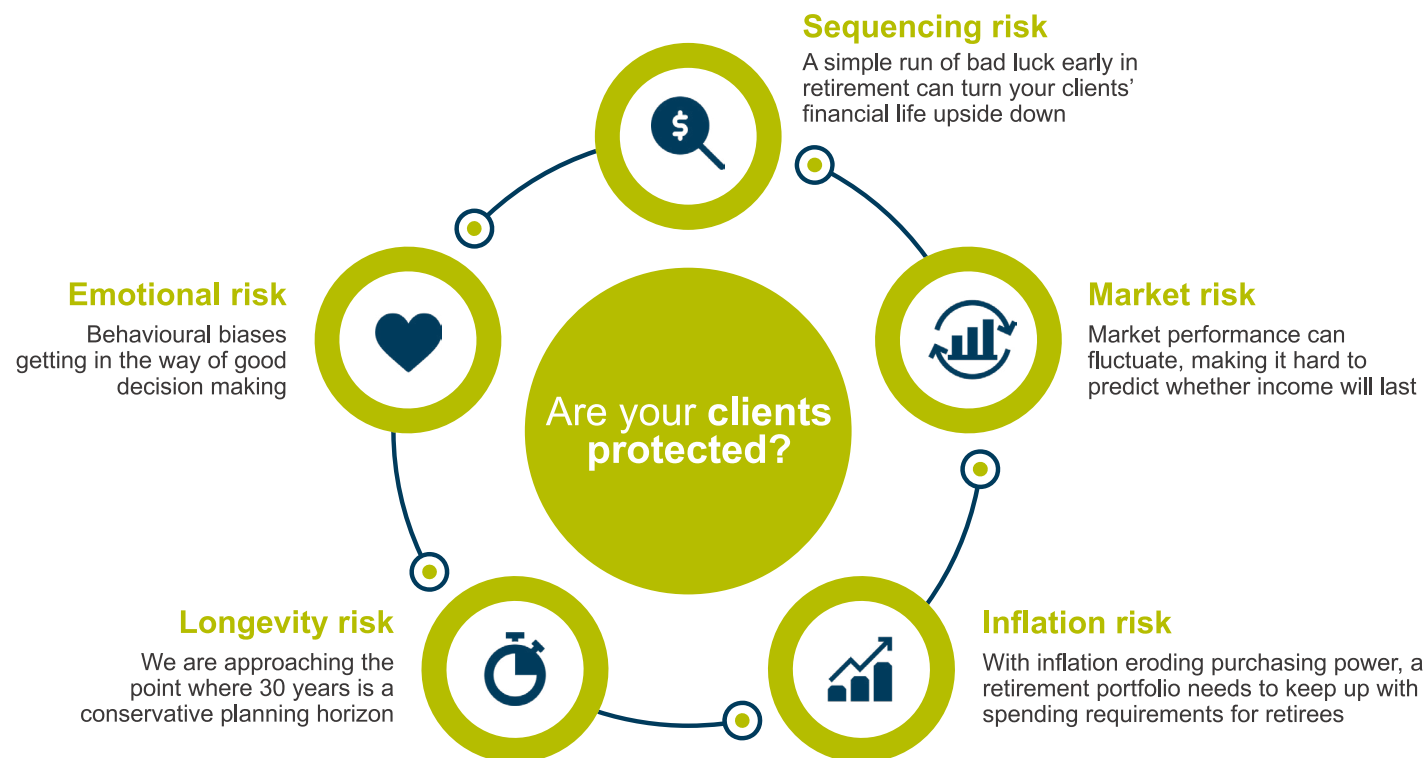 Sequencing risk
A simple run of bad luck early in
retirement can turn your clients’
financial life upside down
Emotional risk
Behavioural biases
getting in the way of good
decision making
Market risk
Market performance can
fluctuate, making it hard to
predict whether income will last
Are your clients
protected?
Longevity risk
We are approaching the
point where 30 years is a
conservative planning horizon
Inflation risk
With inflation eroding purchasing power, a
retirement portfolio needs to keep up with
spending requirements for retirees
$